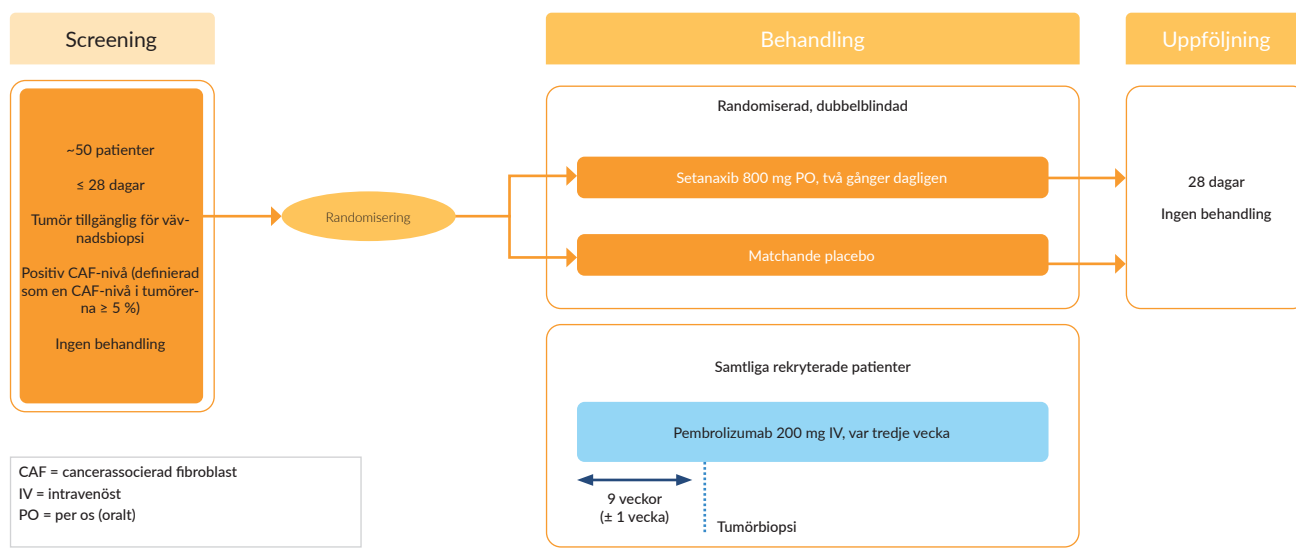 Screening
Behandling
Uppföljning
~50 patienter
≤ 28 dagar
Tumör tillgänglig för väv-
nadsbiopsi
Positiv CAF-nivå (definierad
som en CAF-nivå i tumörer-
na ≥ 5 %)
Ingen behandling
Randomisering
Randomiserad, dubbelblindad
Setanaxib 800 mg PO, två gånger dagligen
Matchande placebo
28 dagar
Ingen behandling
Samtliga rekryterade patienter
Pembrolizumab 200 mg IV, var tredje vecka
9 veckor
(± 1 vecka)
Tumörbiopsi
CAF = cancerassocierad fibroblast
IV = intravenöst
PO = per os (oralt)